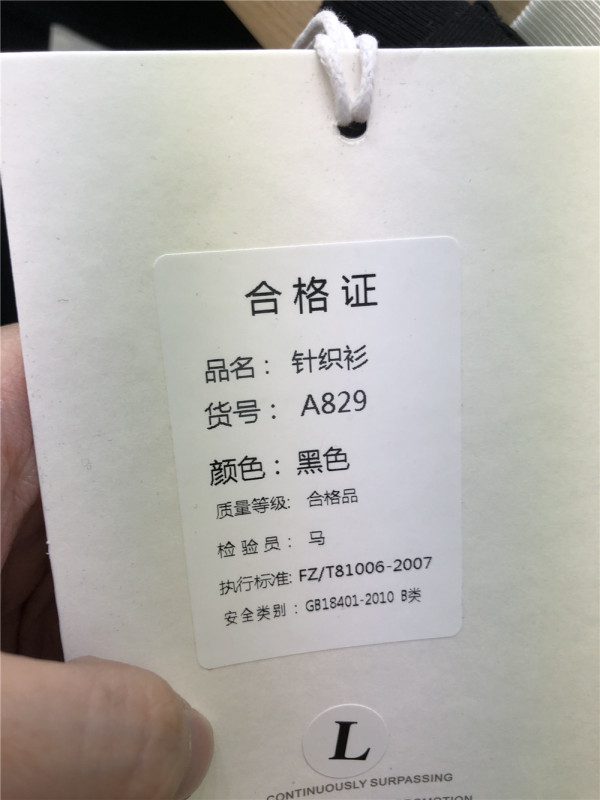 合格证
品名：针织衫
货号：A829
颜色：黑色
质量等级:合格品
检验员：马
执行标准:FZ/T81006-2007
安全类别：GB18401-2010 B类
L
CONTINUOUSLY SURPASSING